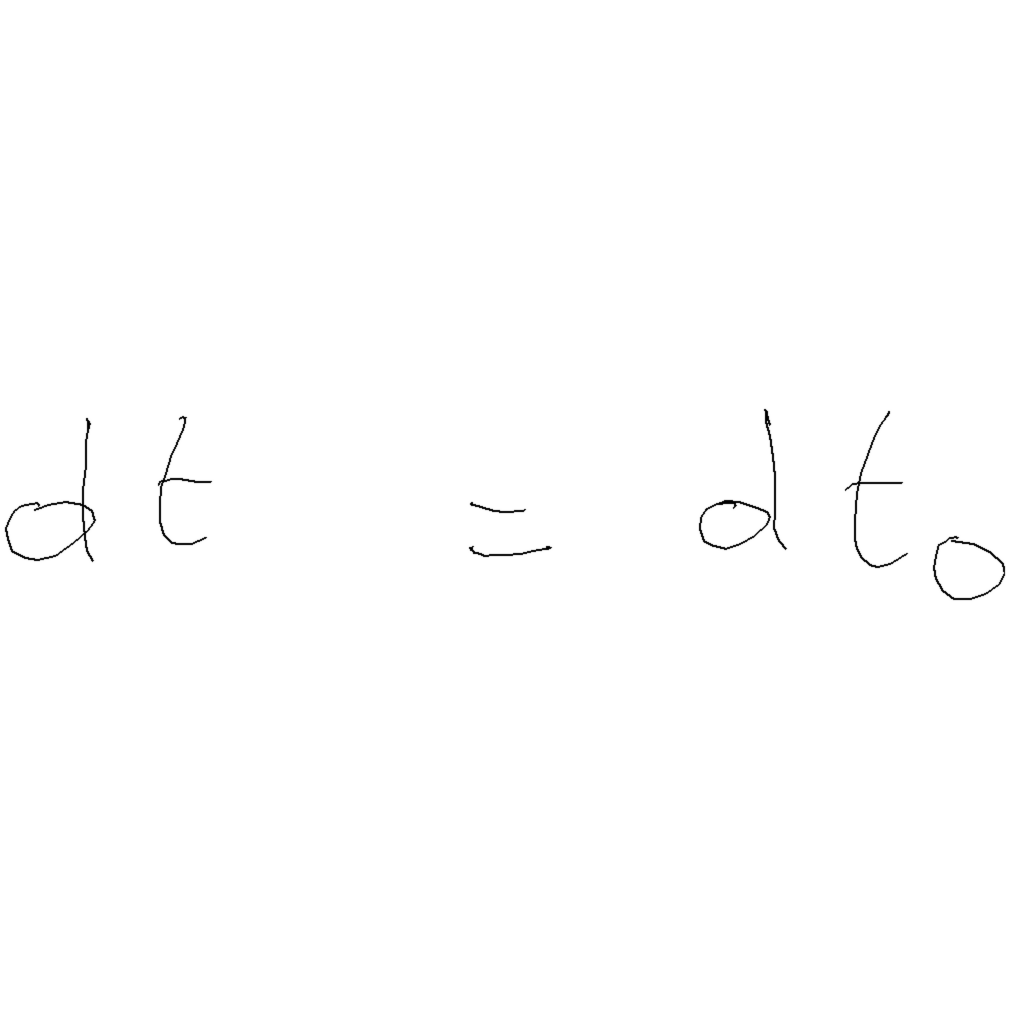 dt = dt₀